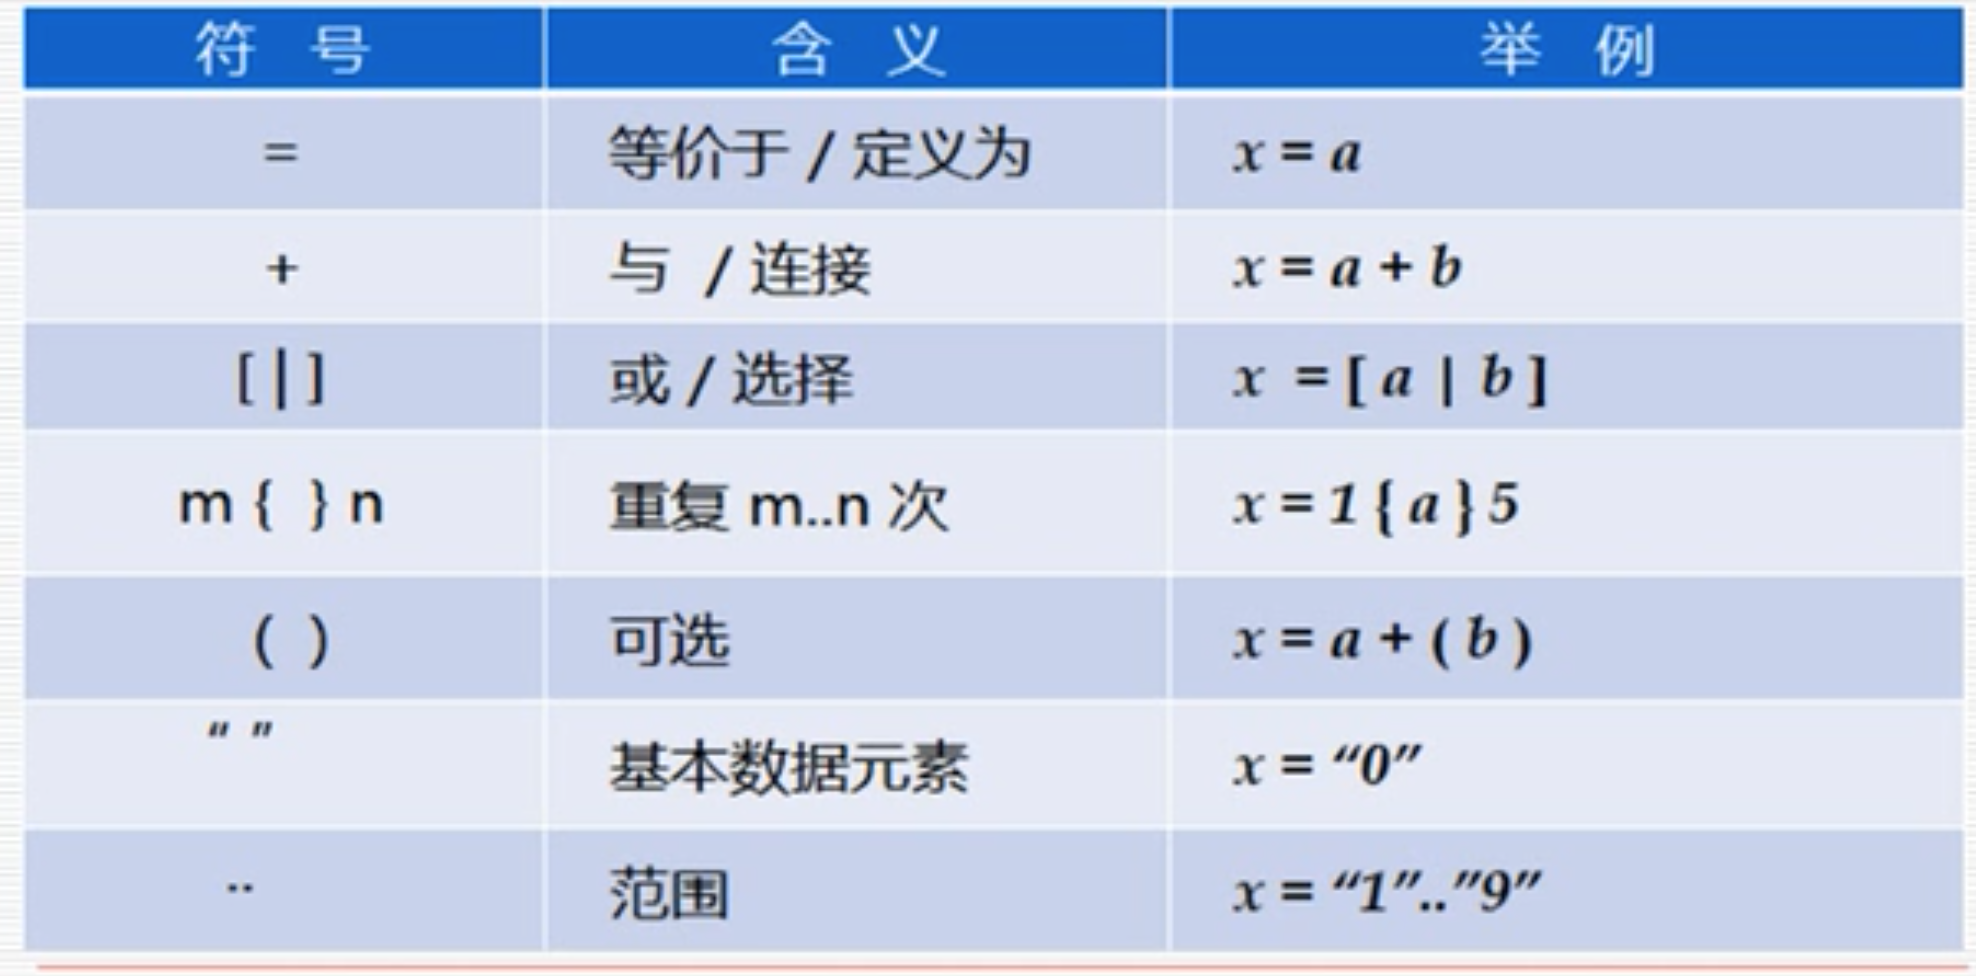 符 号 含 义 举 例
= 等价于 / 定义为 x = a
+ 与 / 连接 x = a + b
[ | ] 或 / 选择 x = [ a | b ]
m { } n 重复 m..n 次 x = 1 { a } 5
( ) 可选 x = a + ( b )
“ ” 基本数据元素 x = “0”
.. 范围 x = “1”..”9”